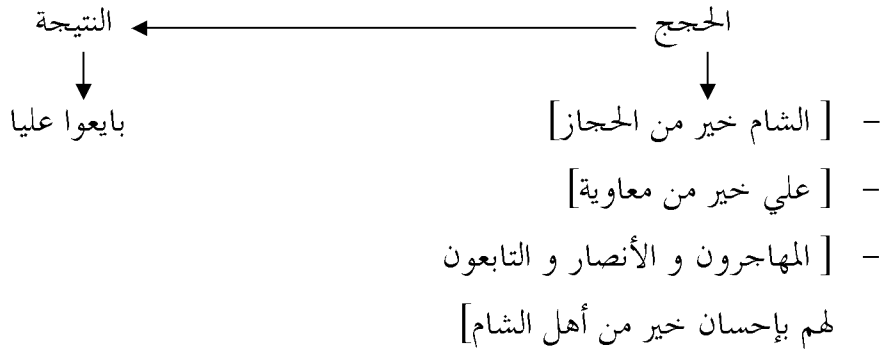 الحجج النتيجة
– [ الشام خير من الحجاز] بايعوا عليا
– [ علي خير من معاوية]
– [ المهاجرون و الأنصار و التابعون
لهم بإحسان خير من أهل الشام]